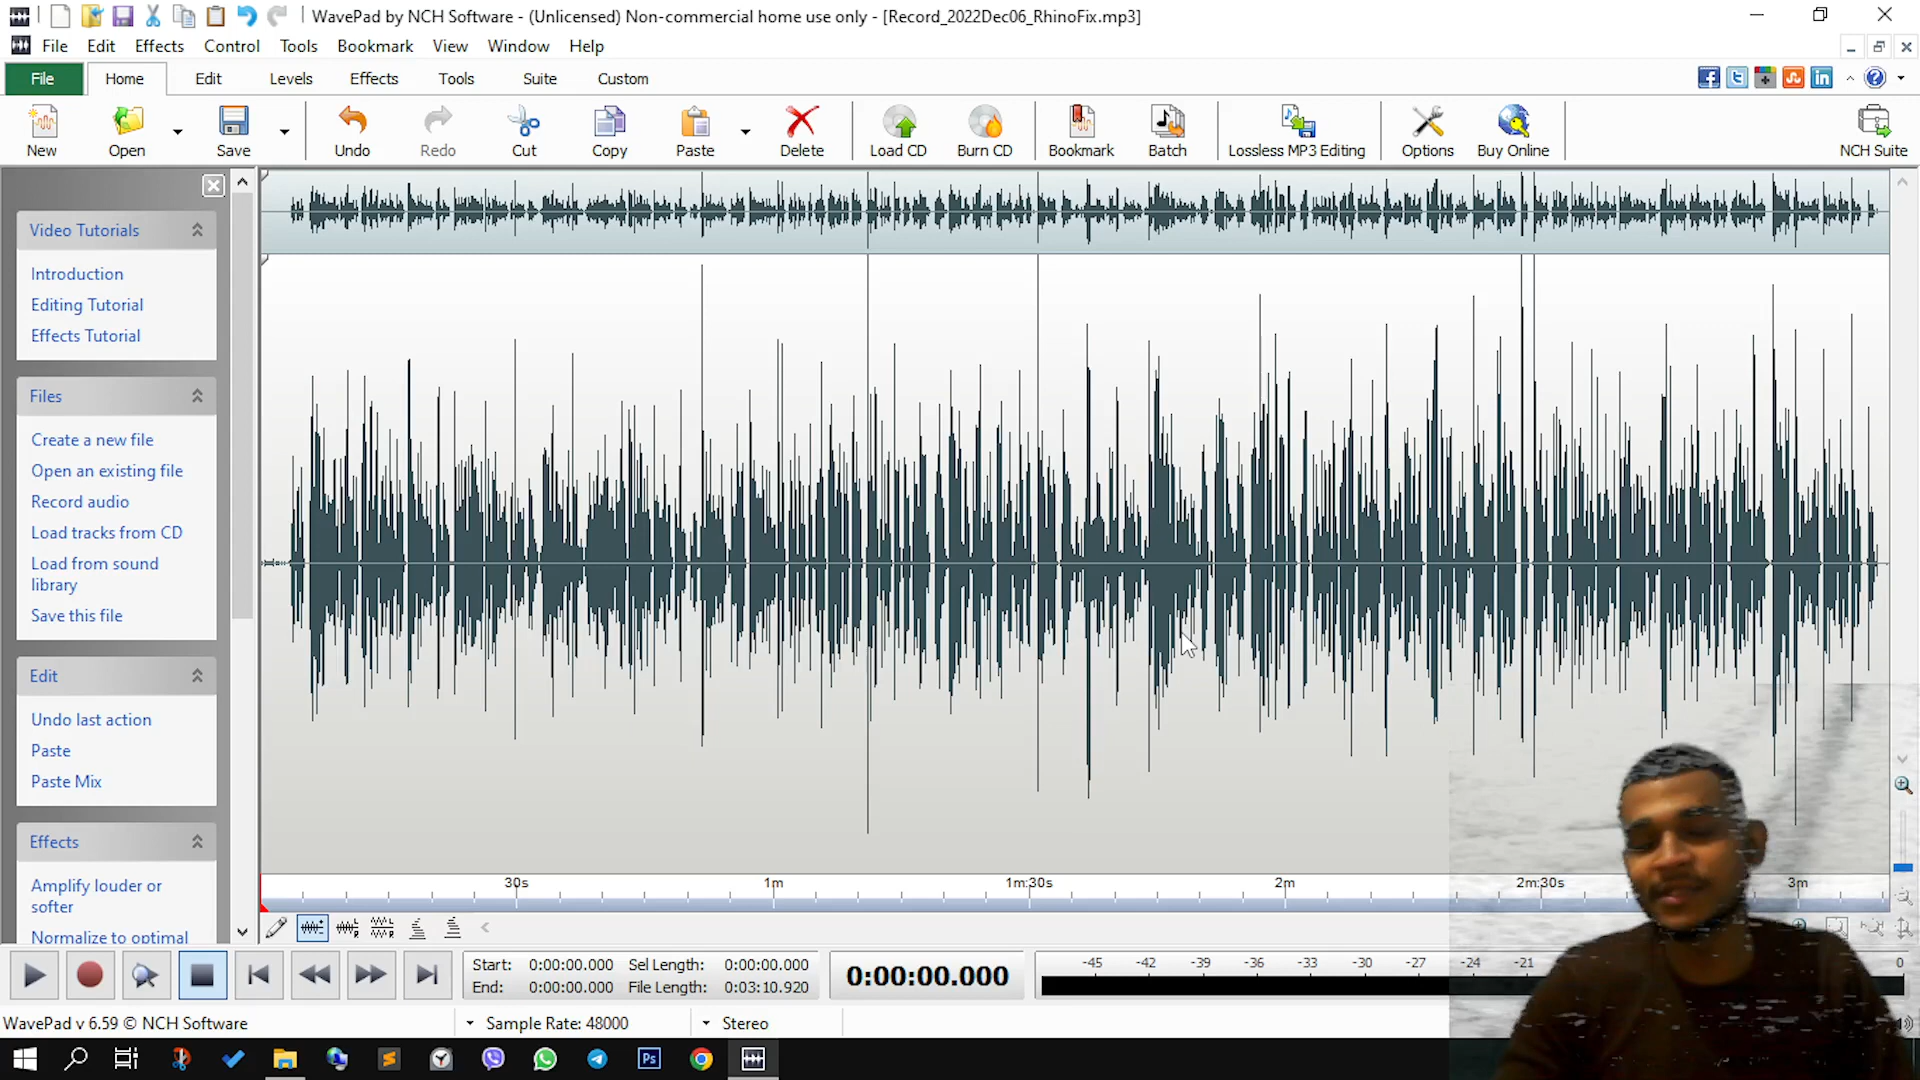 WavePad by NCH Software - (Unlicensed) Non-commercial home use only - [Record_2022Dec06_RhinoFix.mp3]
File Edit Effects Control Tools Bookmark View Window Help
File Home Edit Levels Effects Tools Suite Custom
New Open Save Undo Redo Cut Copy Paste Delete Load CD Burn CD Bookmark Batch Lossless MP3 Editing Options Buy Online NCH Suite
Video Tutorials
Introduction
Editing Tutorial
Effects Tutorial
Files
Create a new file
Open an existing file
Record audio
Load tracks from CD
Load from sound
library
Save this file
Edit
Undo last action
Paste
Paste Mix
Effects
Amplify louder or
softer
Normalize to optimal
30s 1m 1m:30s 2m 2m:30s 3m
Start: 0:00:00.000 Sel Length: 0:00:00.000
End: 0:00:00.000 File Length: 0:03:10.920
0:00:00.000
-45 -42 -39 -36 -33 -30 -27 -24 -21 0
WavePad v 6.59 © NCH Software Sample Rate: 48000 Stereo
Ps